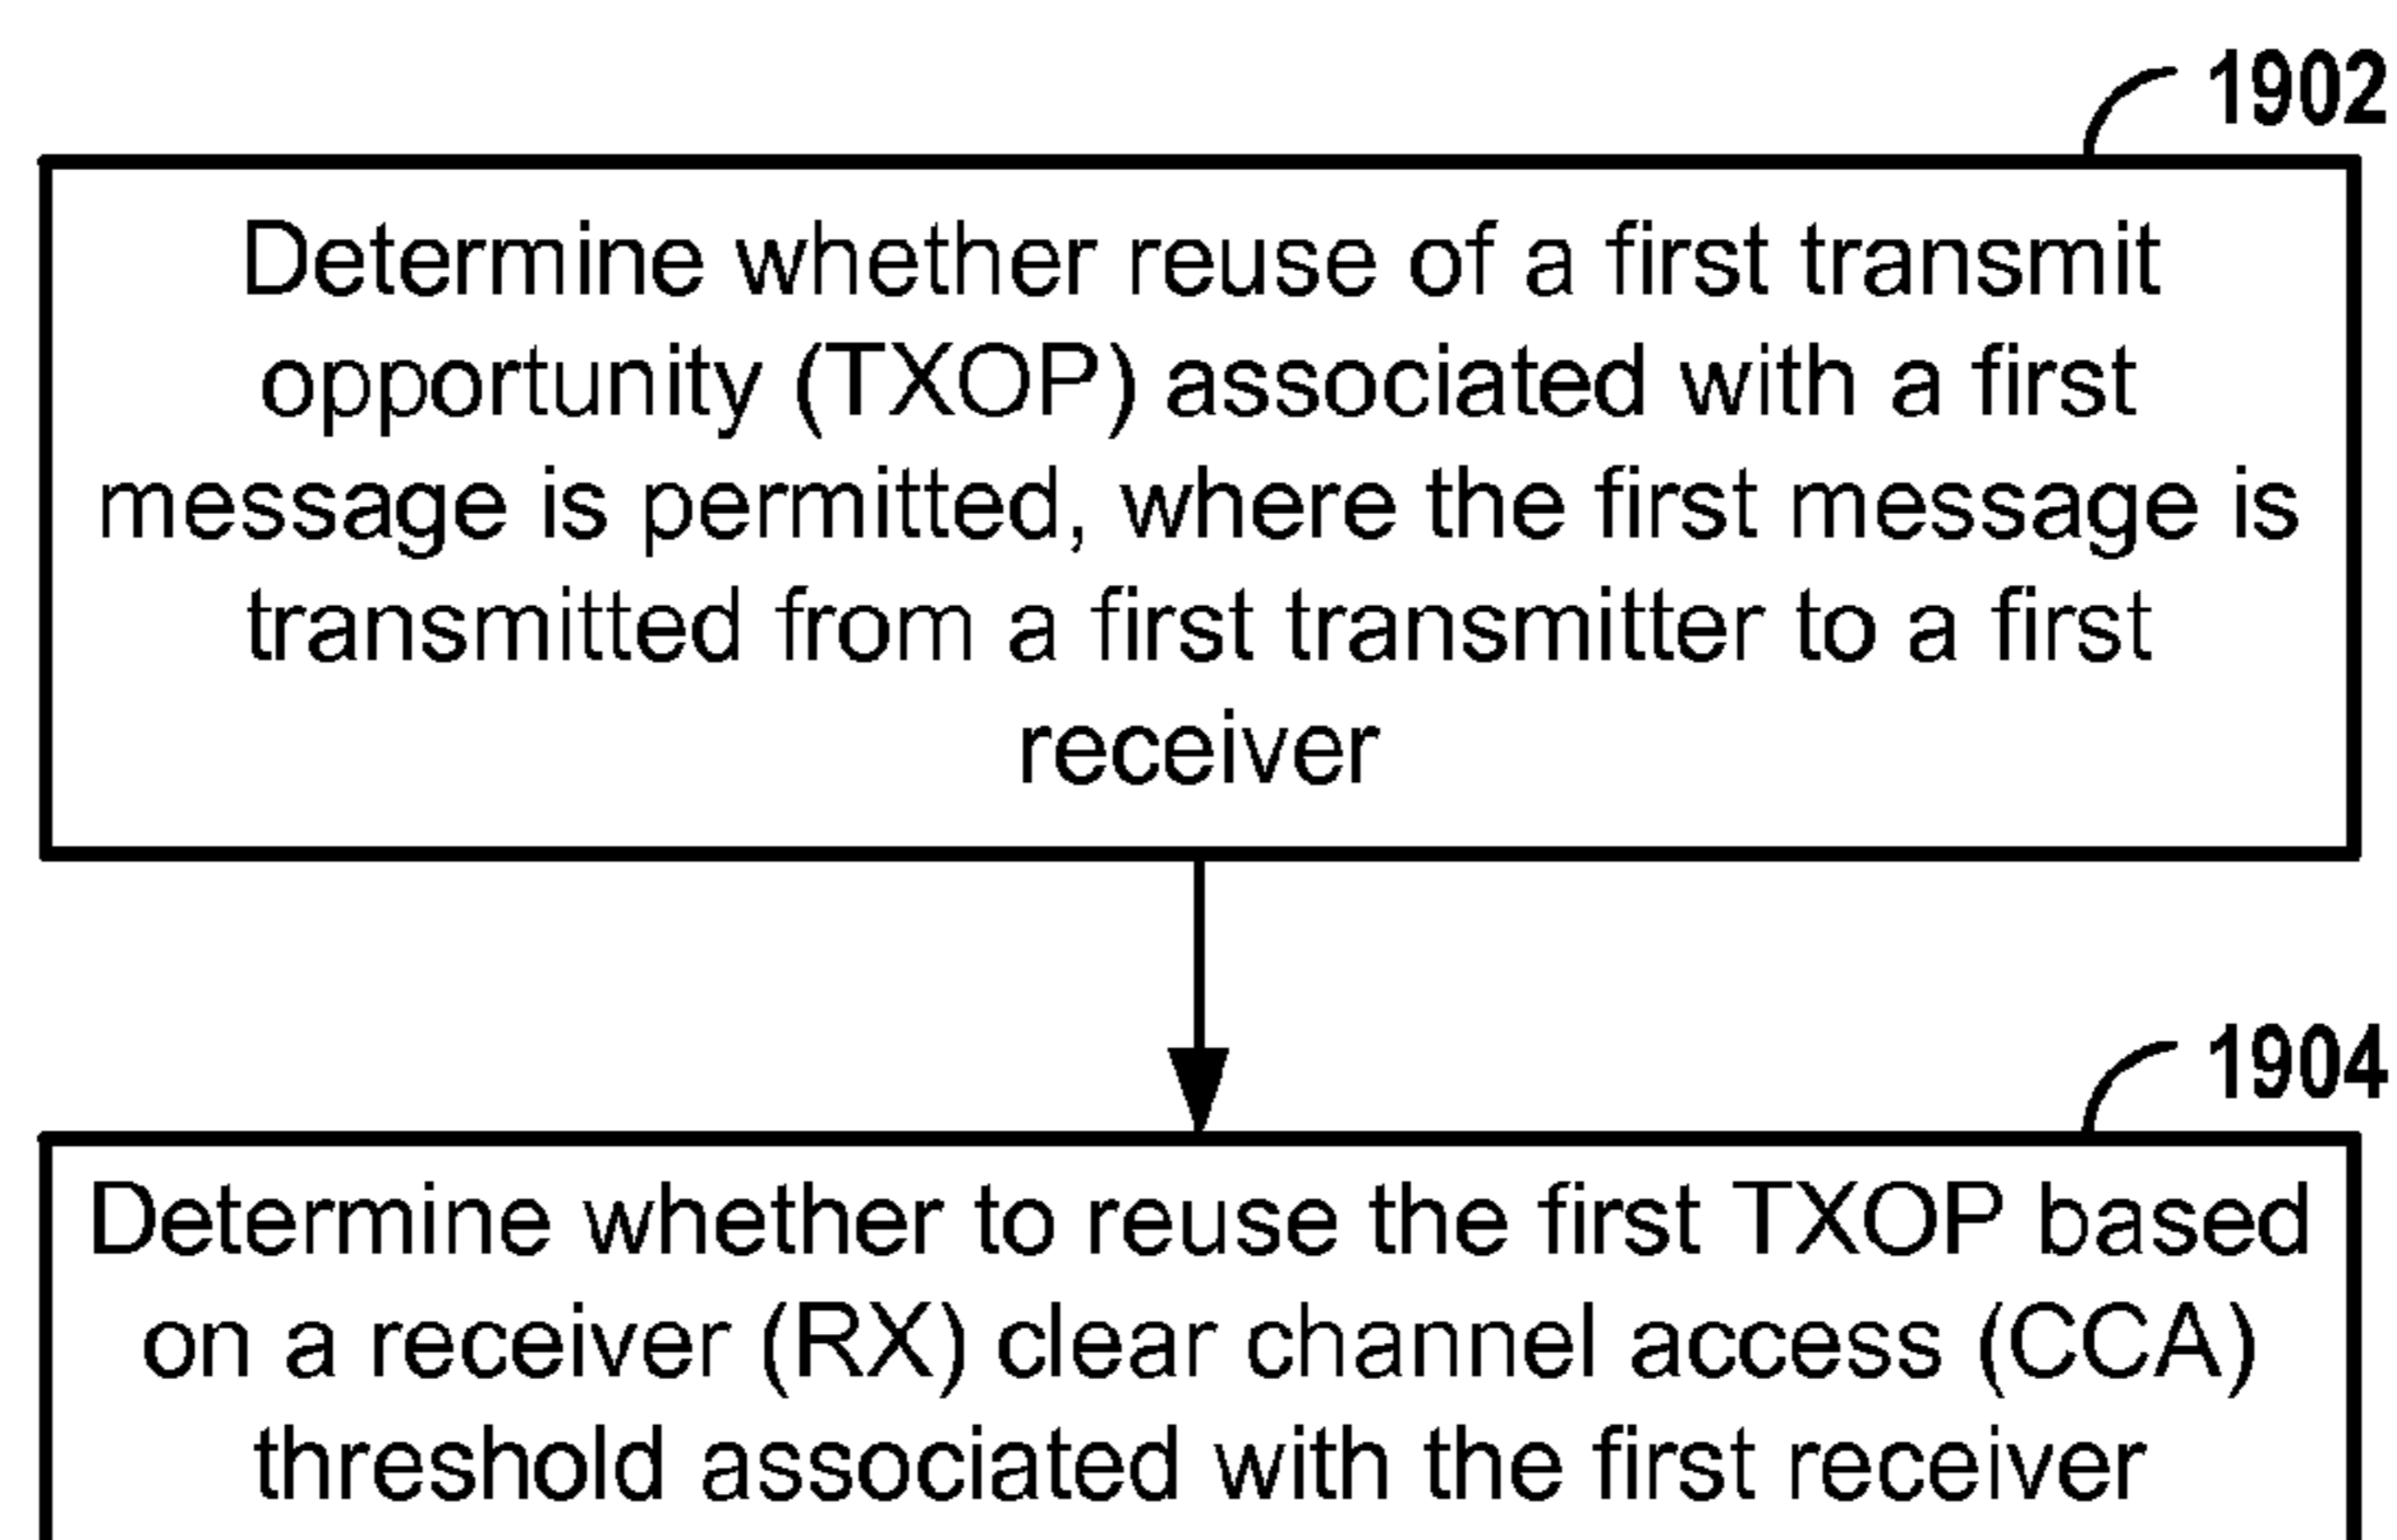 1902
Determine whether reuse of a first transmit
opportunity (TXOP) associated with a first
message is permitted, where the first message is
transmitted from a first transmitter to a first
receiver
1904
Determine whether to reuse the first TXOP based
on a receiver (RX) clear channel access (CCA)
threshold associated with the first receiver